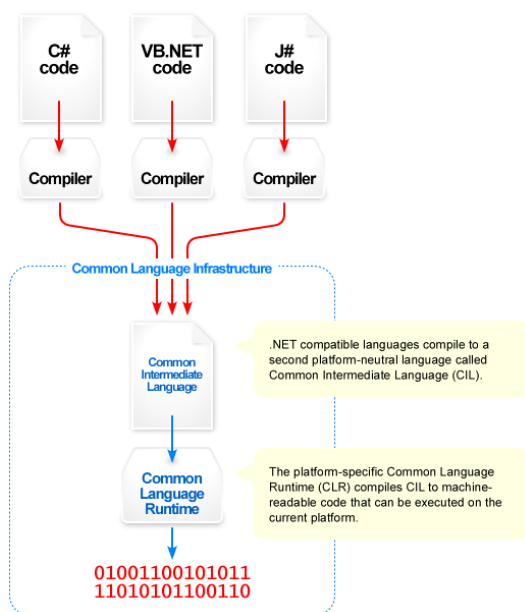 C#
code
VB.NET
code
J#
code
Compiler
Compiler
Compiler
Common Language Infrastructure
Common
Intermediate
Language
.NET compatible languages compile to a
second platform-neutral language called
Common Intermediate Language (CIL).
Common
Language
Runtime
The platform-specific Common Language
Runtime (CLR) compiles CIL to machine-
readable code that can be executed on the
current platform.
01001100101011
11010101100110